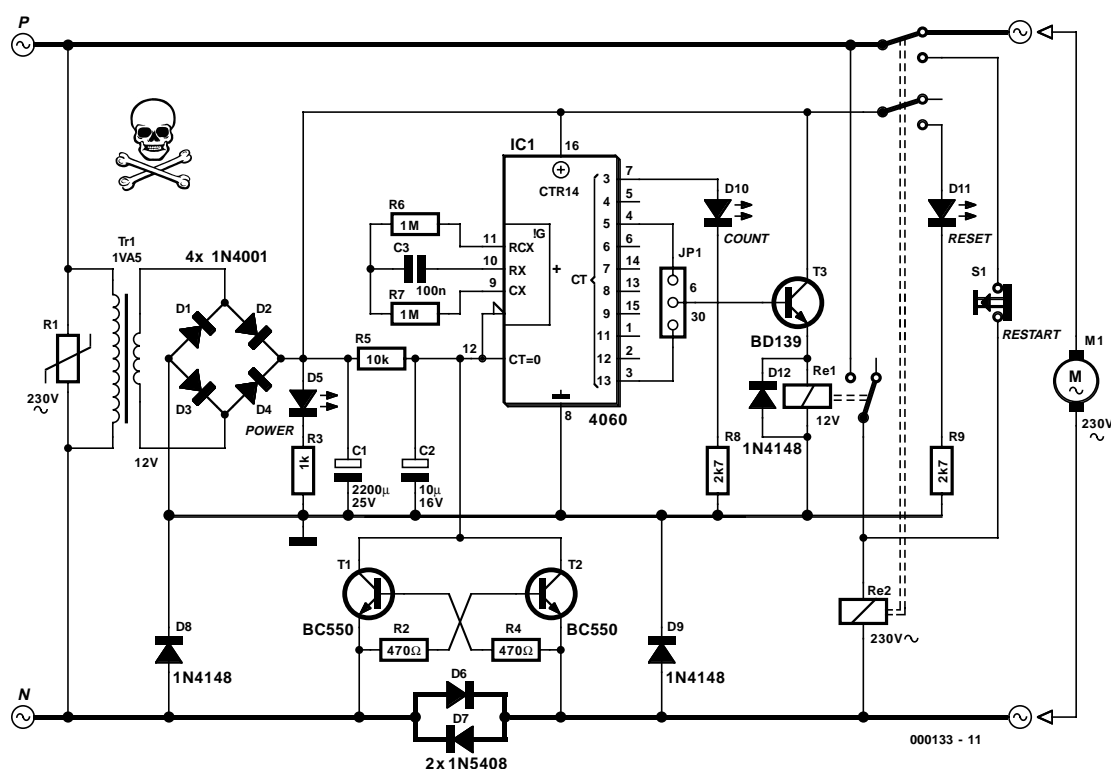 P
IC1
16
CTR14
3
7
4
5
5
4
6
6
7
14
8
13
9
15
11
1
12
2
13
3
CT
!G
+
RCX
RX
CX
CT=0
11
10
9
12
8
4060
R6
1M
C3
100n
R7
1M
D10
COUNT
JP1
6
30
T3
BD139
D11
RESET
S1
RESTART
M1
M
230V
Tr1
1VA5
4x 1N4001
D1
D2
D3
D4
R1
230V
12V
R5
10k
D5
POWER
R3
1k
C1
2200µ
25V
C2
10µ
16V
D12
1N4148
Re1
12V
R8
2k7
R9
2k7
T1
BC550
T2
BC550
R2
470Ω
R4
470Ω
Re2
230V
D8
1N4148
D9
1N4148
N
D6
D7
2x 1N5408
000133 - 11